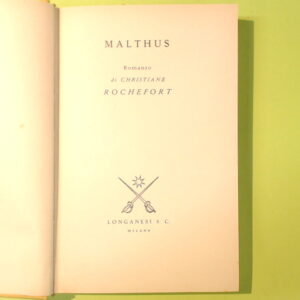 MALTHUS
Romanzo
di CHRISTIANE
ROCHEFORT
LONGANESI & C.
MILANO